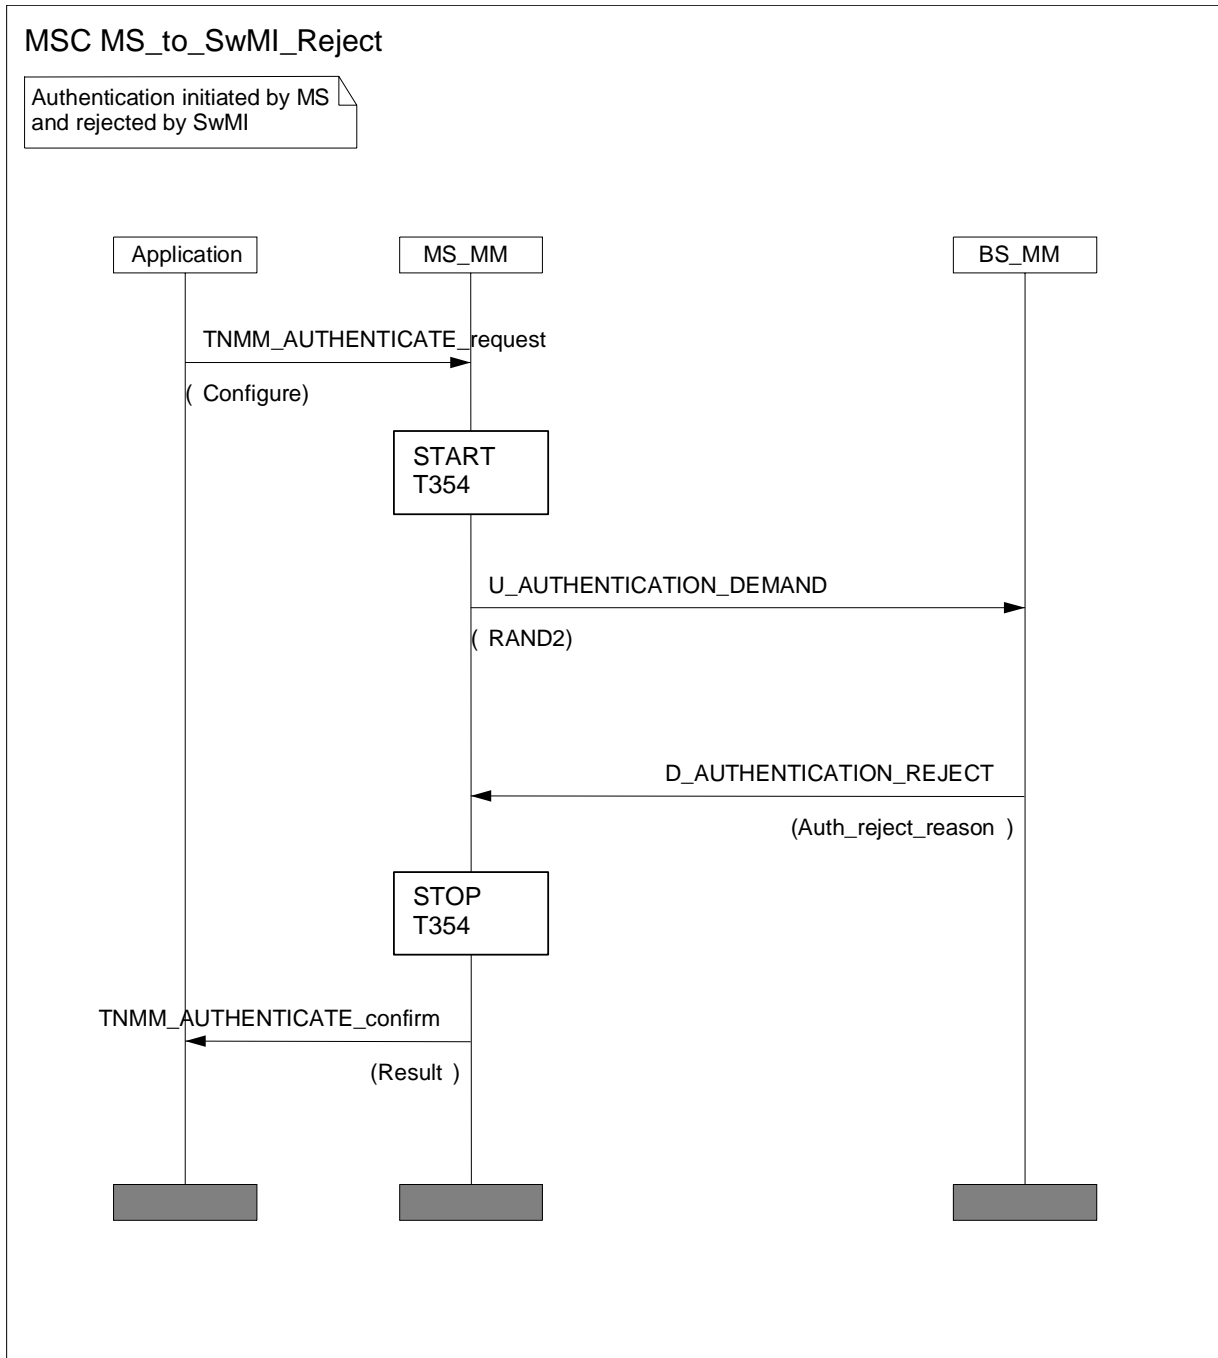 MSC MS_to_SwMI_Reject
Authentication initiated by MS
and rejected by SwMI
Application
MS_MM
BS_MM
TNMM_AUTHENTICATE_request
( Configure)
START
T354
U_AUTHENTICATION_DEMAND
( RAND2)
D_AUTHENTICATION_REJECT
(Auth_reject_reason )
STOP
T354
TNMM_AUTHENTICATE_confirm
(Result )